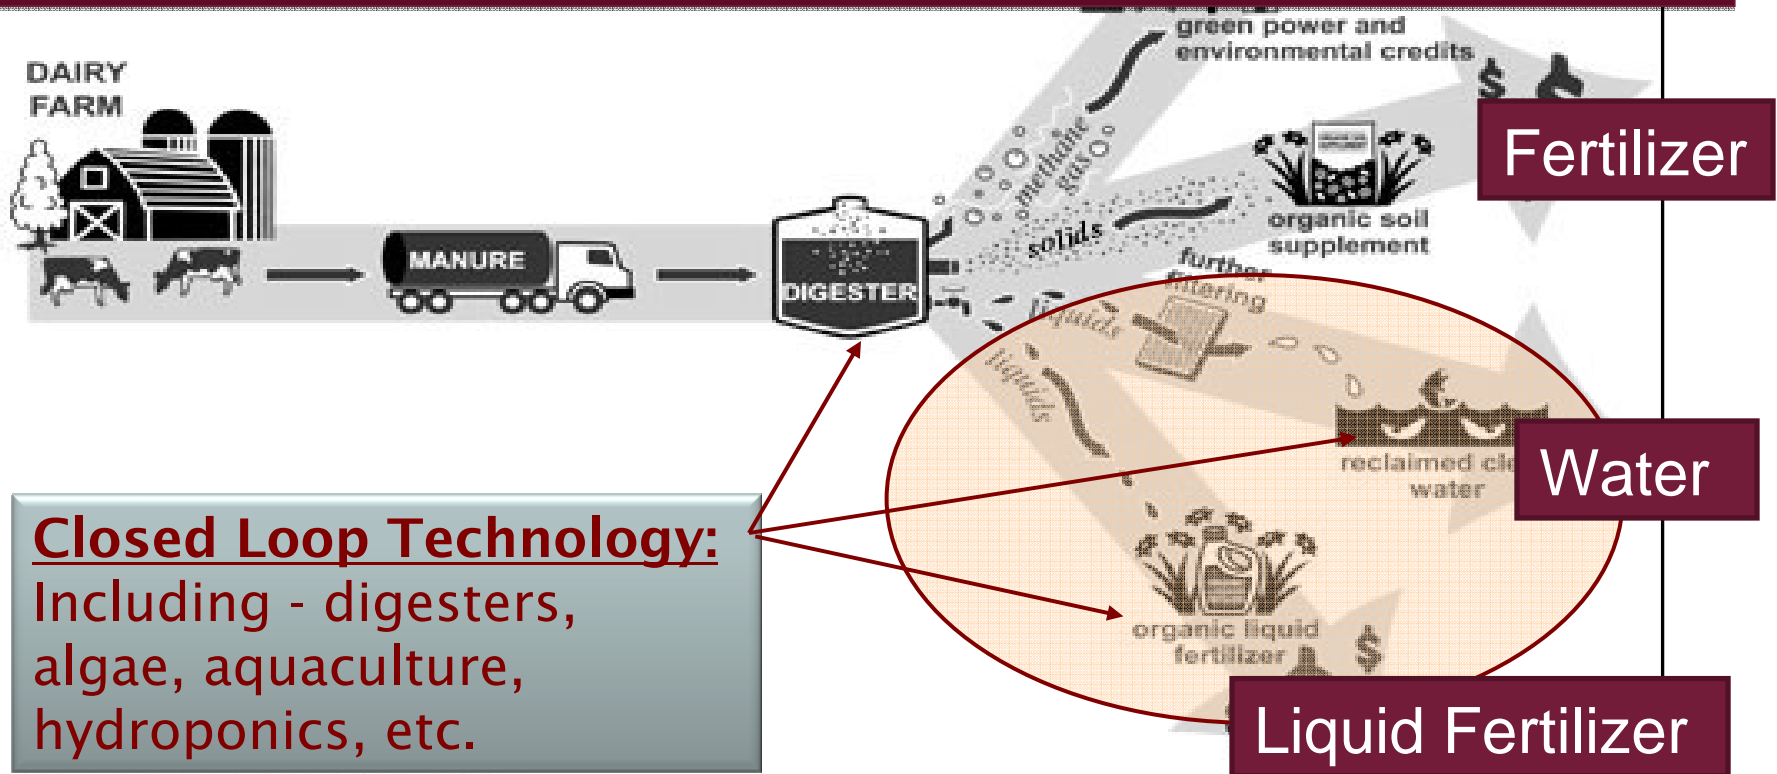 green power and
environmental credits
DAIRY
FARM
$ $
methane
gas
Fertilizer
organic soil
supplement
solids
MANURE
DIGESTER
further
filtering
liquids
liquids
reclaimed
water
Water
Closed Loop Technology:
Including - digesters,
algae, aquaculture,
hydroponics, etc.
organic liquid
fertilizer
$
Liquid Fertilizer